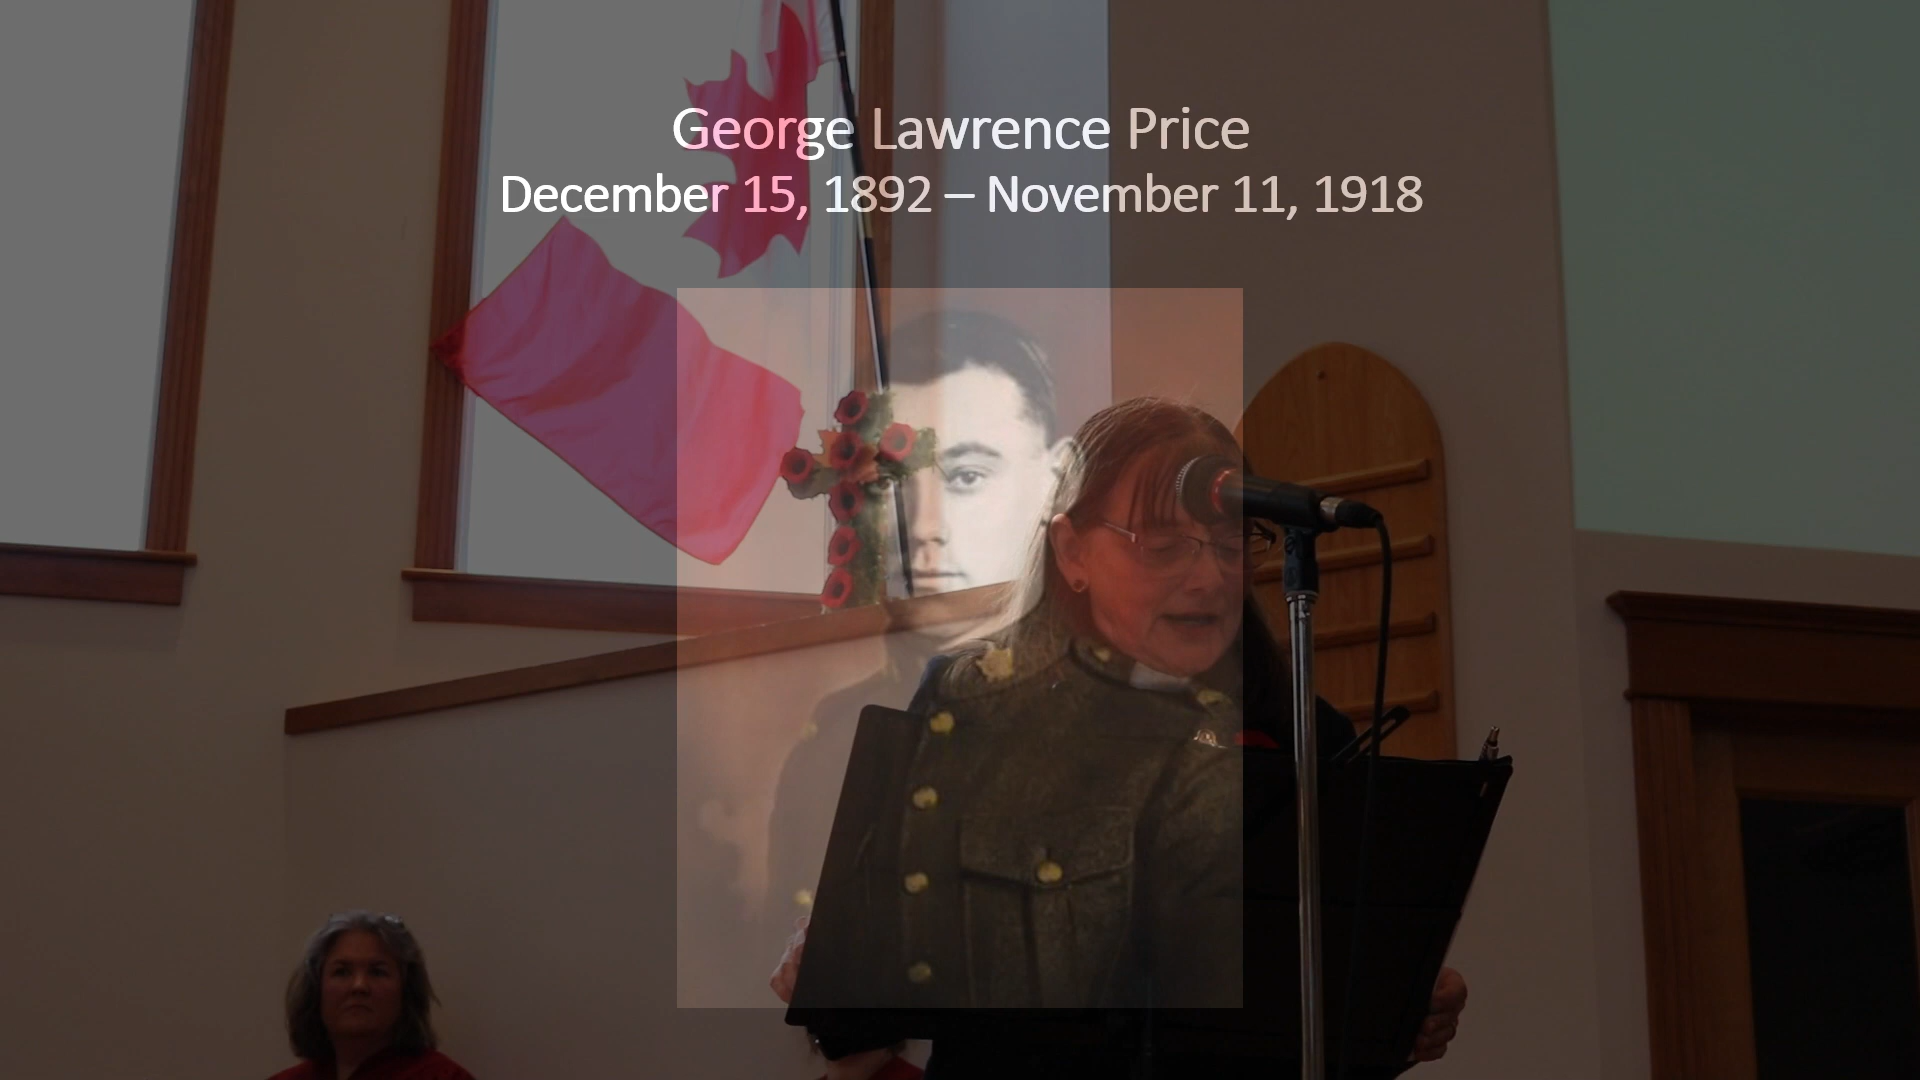 George Lawrence Price
December 15, 1892 – November 11, 1918